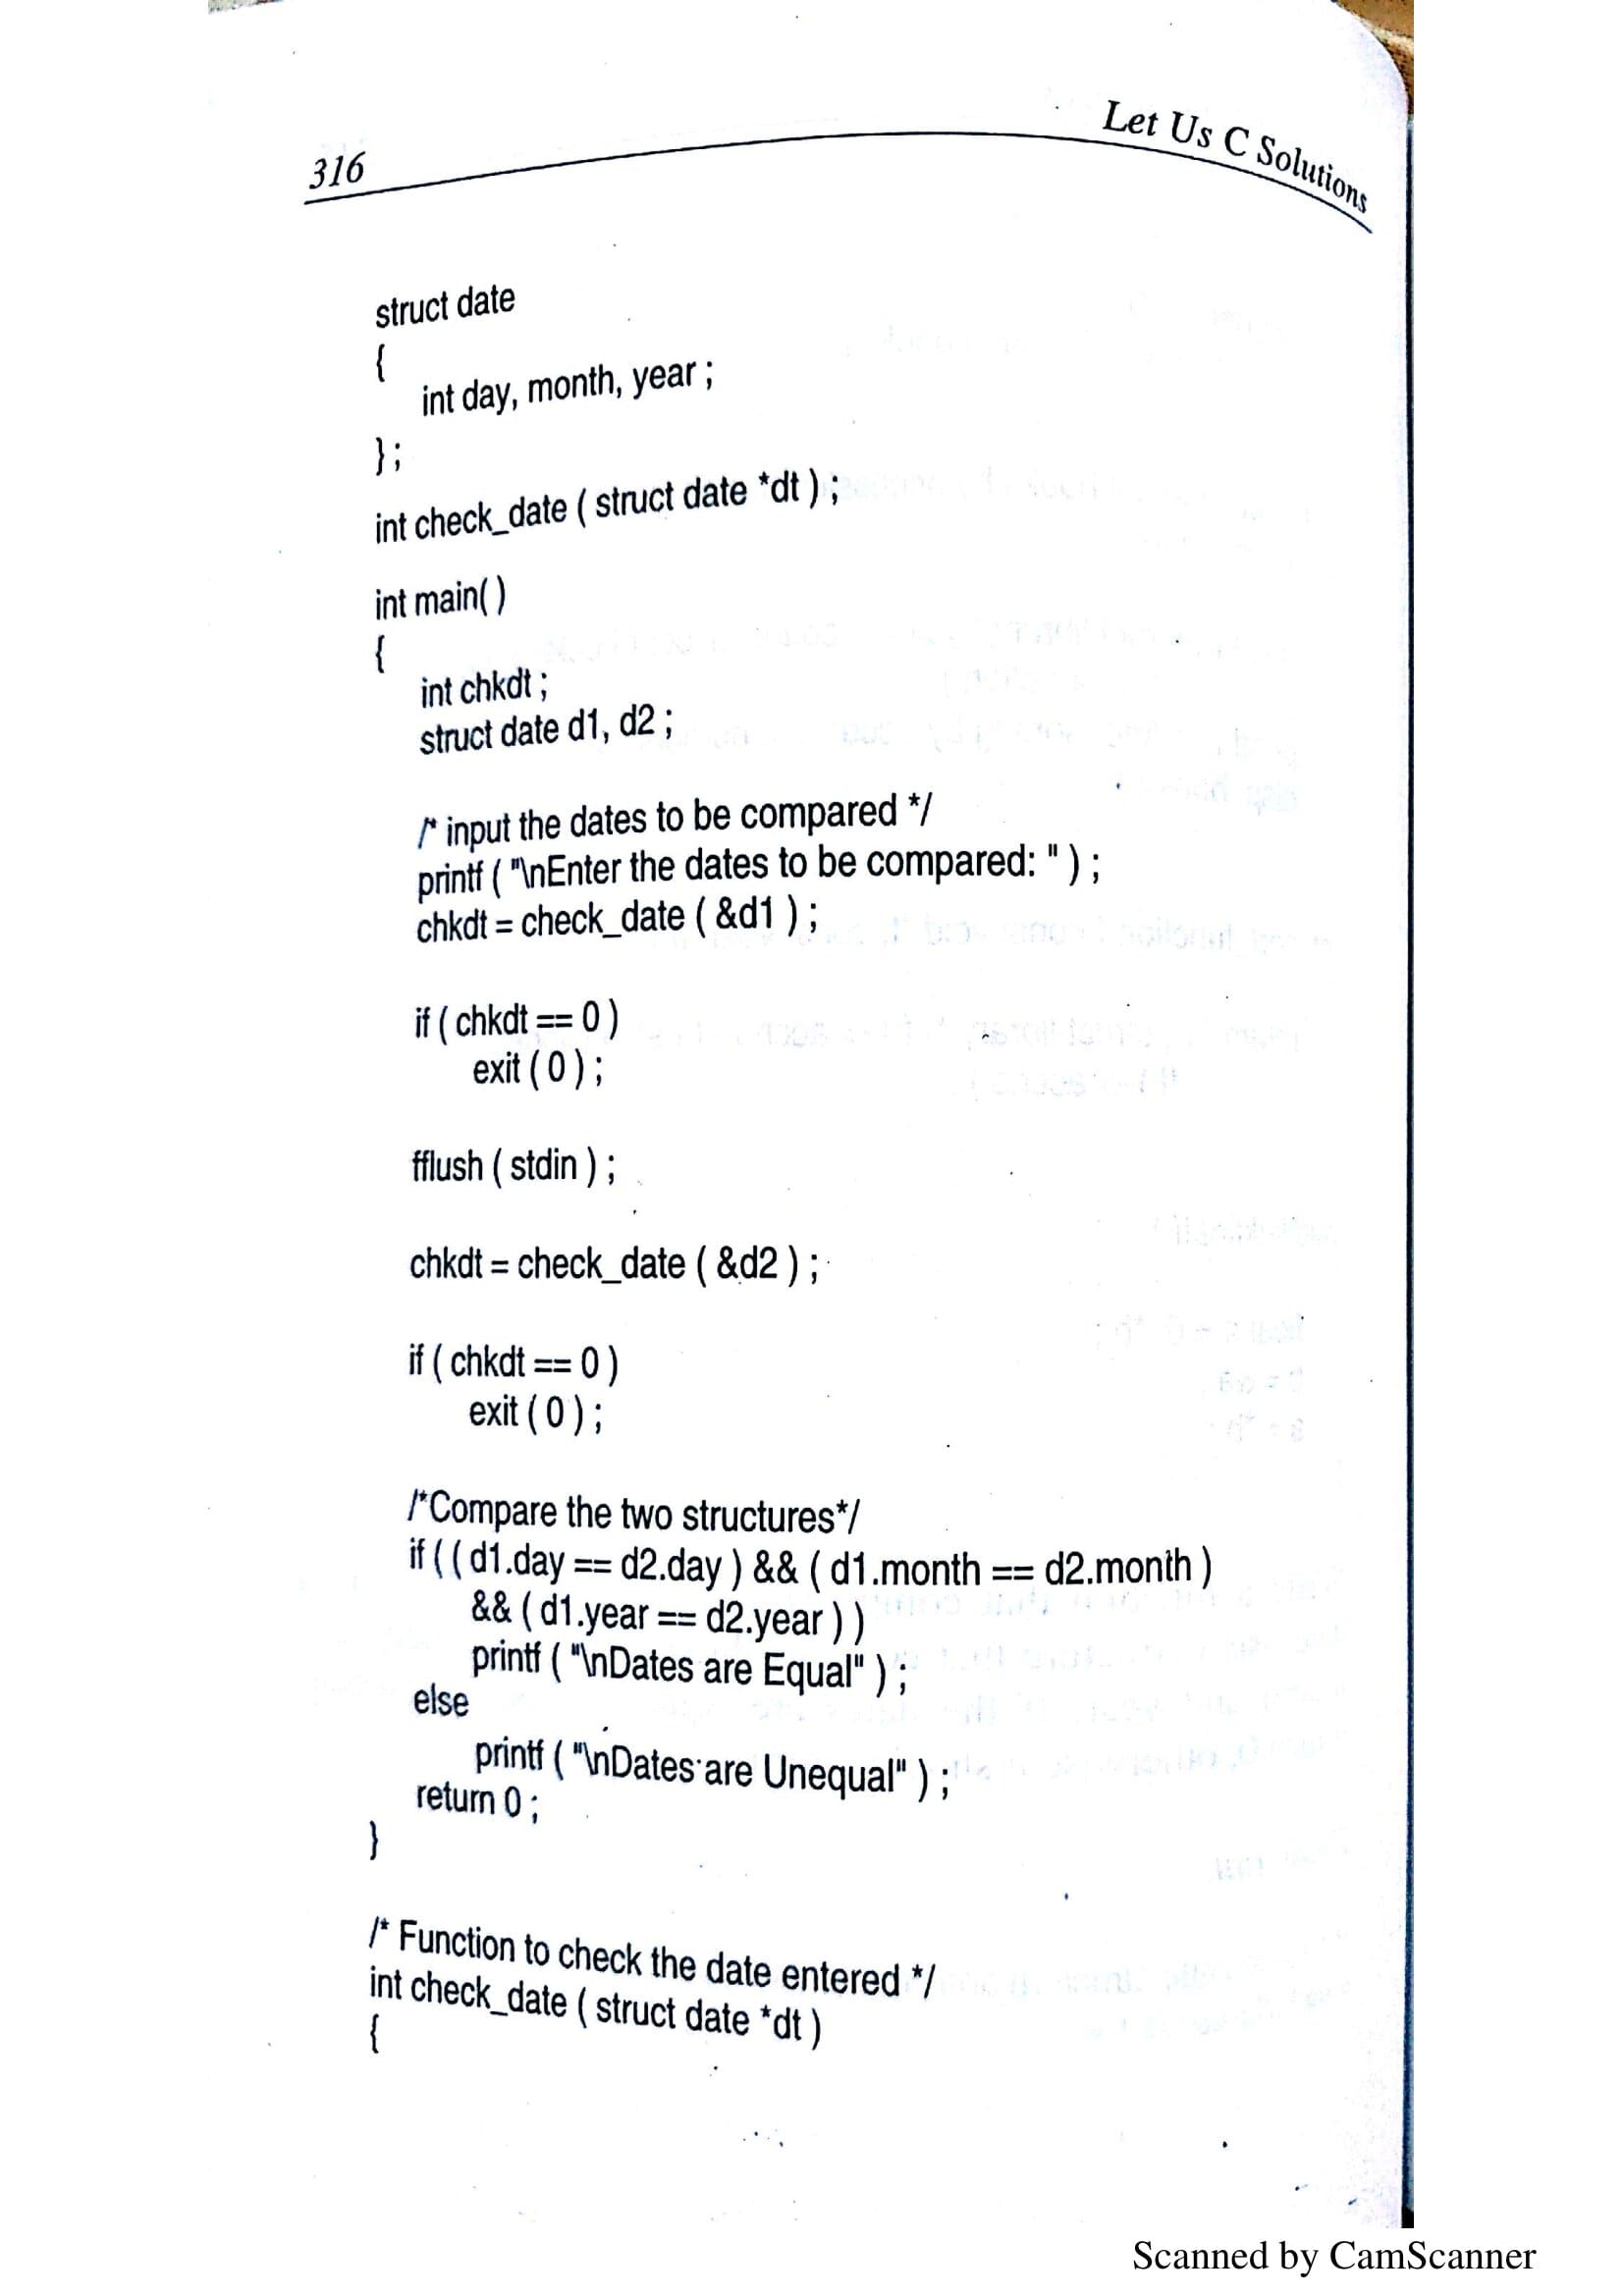 316
Let Us C Solutions
struct date
{
int day, month, year ;
} ;
int check_date ( struct date *dt ) ;
int main( )
{
int chkdt ;
struct date d1, d2 ;
/* input the dates to be compared */
printf ( "\nEnter the dates to be compared: " ) ;
chkdt = check_date ( &d1 ) ;
if ( chkdt == 0 )
exit ( 0 ) ;
fflush ( stdin ) ;
chkdt = check_date ( &d2 ) ;
if ( chkdt == 0 )
exit ( 0 ) ;
/*Compare the two structures*/
if ( ( d1.day == d2.day ) && ( d1.month == d2.month )
&& ( d1.year == d2.year ) )
printf ( "\nDates are Equal" ) ;
else
printf ( "\nDates are Unequal" ) ;
return 0 ;
}
/* Function to check the date entered */
int check_date ( struct date *dt )
{
Scanned by CamScanner